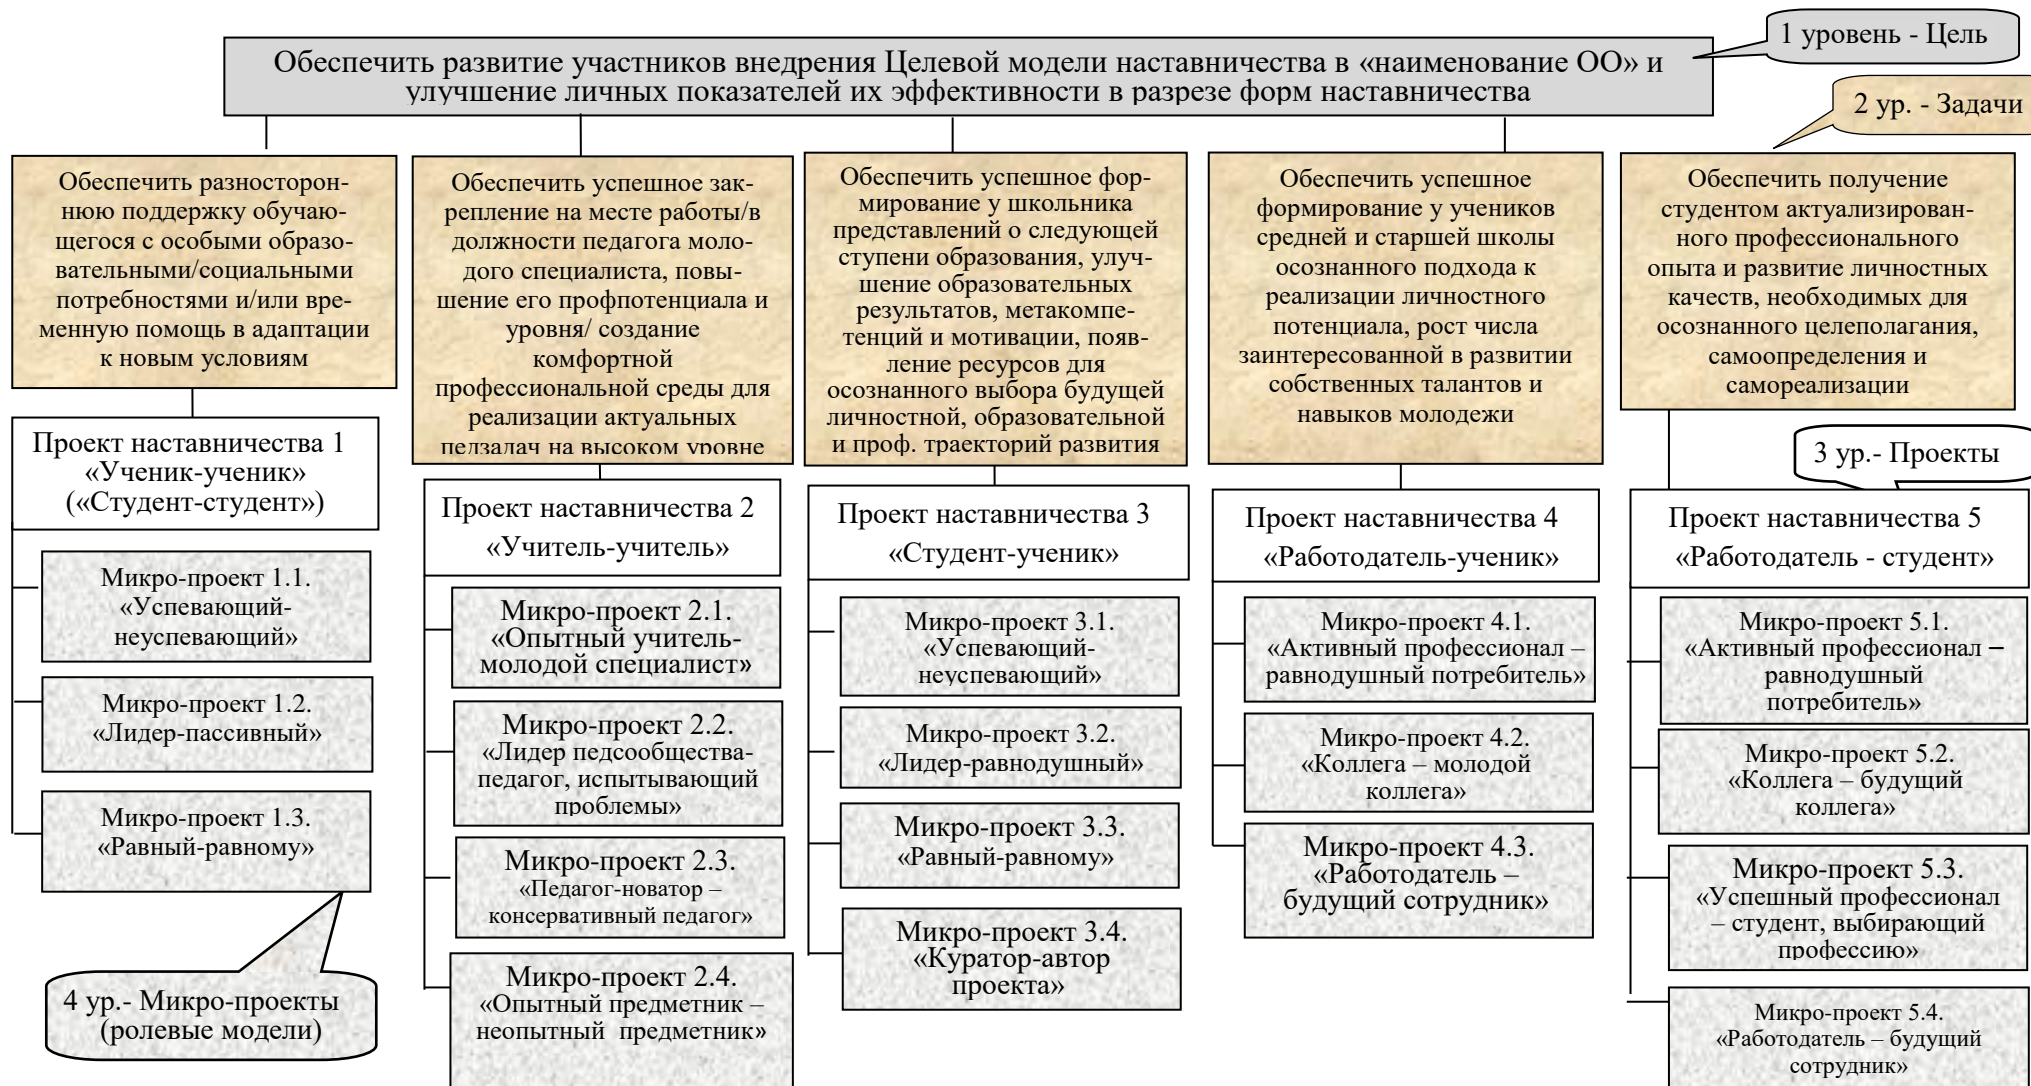 1 уровень - Цель
Обеспечить развитие участников внедрения Целевой модели наставничества в «наименование ОО» и
улучшение личных показателей их эффективности в разрезе форм наставничества
2 ур. - Задачи
Обеспечить разносторон-
нюю поддержку обучаю-
щегося с особыми образо-
вательными/социальными
потребностями и/или вре-
менную помощь в адаптации
к новым условиям
Обеспечить успешное зак-
репление на месте работы/в
должности педагога моло-
дого специалиста, повы-
шение его профпотенциала и
уровня/ создание
комфортной
профессиональной среды для
реализации актуальных
педзадач на высоком уровне
Обеспечить успешное фор-
мирование у школьника
представлений о следующей
ступени образования, улуч-
шение образовательных
результатов, метакомпе-
тенций и мотивации, появ-
ление ресурсов для
осознанного выбора будущей
личностной, образовательной
и проф. траекторий развития
Обеспечить успешное
формирование у учеников
средней и старшей школы
осознанного подхода к
реализации личностного
потенциала, рост числа
заинтересованной в развитии
собственных талантов и
навыков молодежи
Обеспечить получение
студентом актуализирован-
ного профессионального
опыта и развитие личностных
качеств, необходимых для
осознанного целеполагания,
самоопределения и
самореализации
3 ур.- Проекты
Проект наставничества 1
«Ученик-ученик»
(«Студент-студент»)
Микро-проект 1.1.
«Успевающий-
неуспевающий»
Микро-проект 1.2.
«Лидер-пассивный»
Микро-проект 1.3.
«Равный-равному»
4 ур.- Микро-проекты
(ролевые модели)
Проект наставничества 2
«Учитель-учитель»
Микро-проект 2.1.
«Опытный учитель-
молодой специалист»
Микро-проект 2.2.
«Лидер педсообщества-
педагог, испытывающий
проблемы»
Микро-проект 2.3.
«Педагог-новатор –
консервативный педагог»
Микро-проект 2.4.
«Опытный предметник –
неопытный предметник»
Проект наставничества 3
«Студент-ученик»
Микро-проект 3.1.
«Успевающий-
неуспевающий»
Микро-проект 3.2.
«Лидер-равнодушный»
Микро-проект 3.3.
«Равный-равному»
Микро-проект 3.4.
«Куратор-автор
проекта»
Проект наставничества 4
«Работодатель-ученик»
Микро-проект 4.1.
«Активный профессионал –
равнодушный потребитель»
Микро-проект 4.2.
«Коллега – молодой
коллега»
Микро-проект 4.3.
«Работодатель –
будущий сотрудник»
Проект наставничества 5
«Работодатель - студент»
Микро-проект 5.1.
«Активный профессионал –
равнодушный
потребитель»
Микро-проект 5.2.
«Коллега – будущий
коллега»
Микро-проект 5.3.
«Успешный профессионал
– студент, выбирающий
профессию»
Микро-проект 5.4.
«Работодатель – будущий
сотрудник»